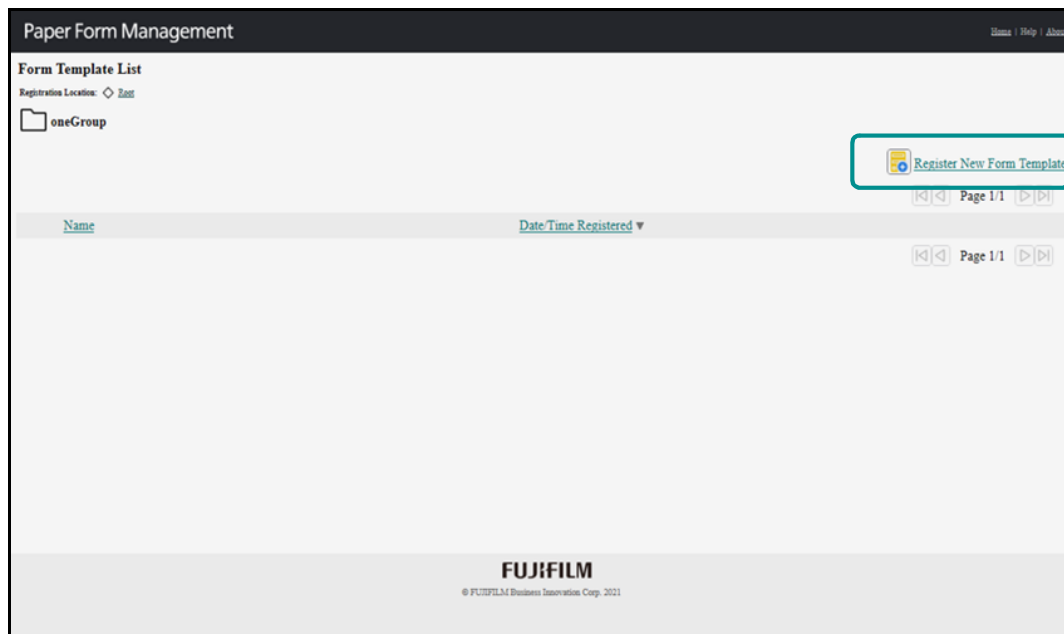 Paper Form Management
Home | Help | Abou
Form Template List
Registration Location: Root
oneGroup
Register New Form Template
Page 1/1
Name Date/Time Registered ▼
Page 1/1
FUJIFILM
© FUJIFILM Business Innovation Corp. 2021